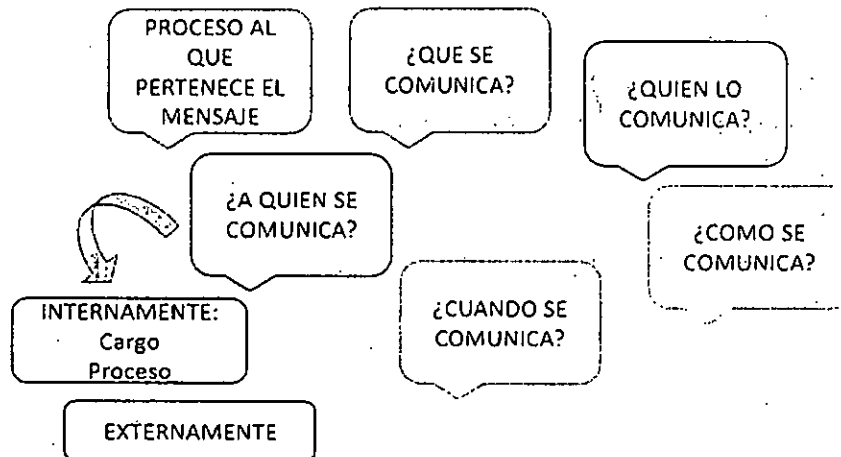 PROCESO AL
QUE
PERTENECE EL
MENSAJE
¿QUE SE
COMUNICA?
¿QUIEN LO
COMUNICA?
¿A QUIEN SE
COMUNICA?
¿COMO SE
COMUNICA?
¿CUANDO SE
COMUNICA?
INTERNAMENTE:
Cargo
Proceso
EXTERNAMENTE